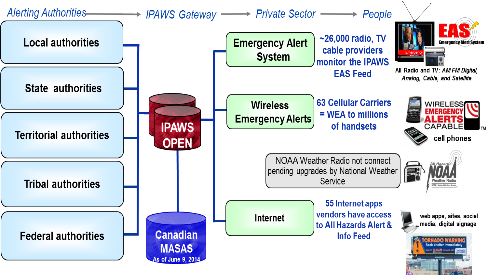 Alerting Authorities
IPAWS Gateway
Private Sector
People
Local authorities
State authorities
Territorial authorities
Tribal authorities
Federal authorities
IPAWS
OPEN
Canadian
MASAS
As of June 9, 2014
Emergency Alert
System
~26,000 radio, TV
cable providers
monitor the IPAWS
EAS Feed
EAS
Emergency Alert System
All Radio and TV: AM FM Digital,
Analog, Cable, and Satellite
Wireless
Emergency Alerts
63 Cellular Carriers
= WEA to millions
of handsets
WIRELESS
EMERGENCY
ALERTS
CAPABLE
TM
cell phones
NOAA Weather Radio not connect
pending upgrades by National Weather
Service
NOAA
Internet
55 Internet apps
vendors have access
to All Hazards Alert &
Info Feed
web apps, sites, social
media, digital signage
TORNADO WARNING